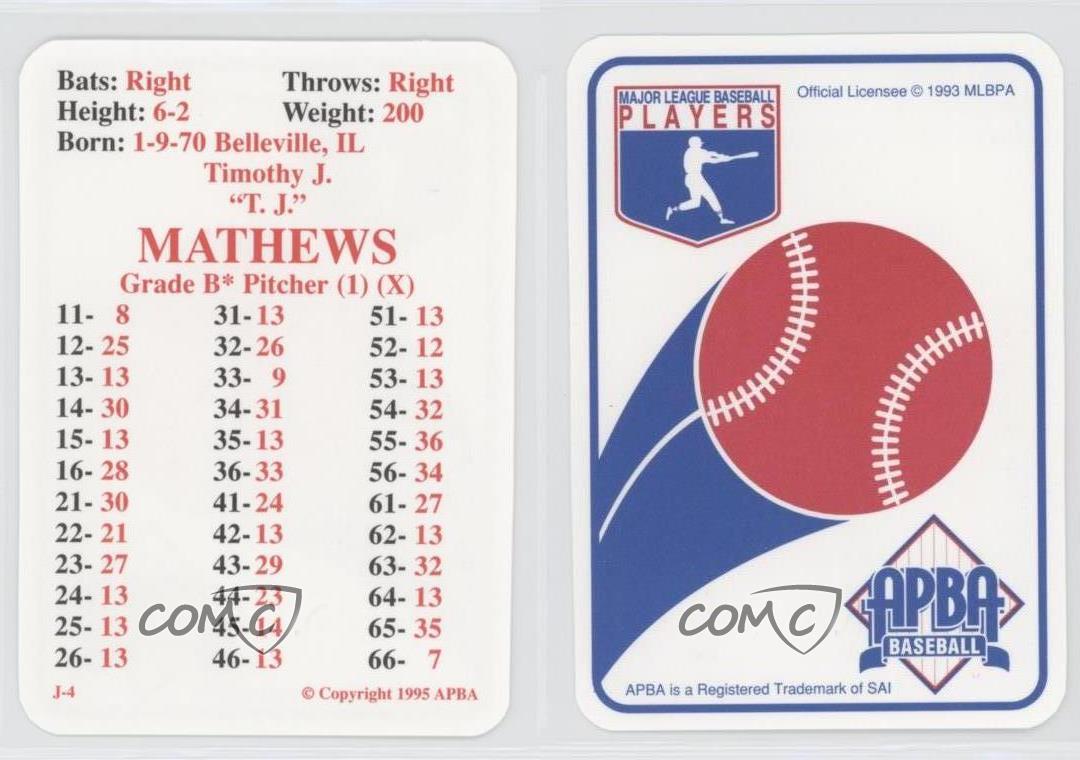 Bats: Right Throws: Right
Height: 6-2 Weight: 200
Born: 1-9-70 Belleville, IL
Timothy J.
“T. J.”
MATHEWS
Grade B* Pitcher (1) (X)
11- 8 31- 13 51- 13
12- 25 32- 26 52- 12
13- 13 33- 9 53- 13
14- 30 34- 31 54- 32
15- 13 35- 13 55- 36
16- 28 36- 33 56- 34
21- 30 41- 24 61- 27
22- 21 42- 13 62- 13
23- 27 43- 29 63- 32
24- 13 44- 23 64- 13
25- 13 45- 14 65- 35
26- 13 46- 13 66- 7
COMC
J-4 © Copyright 1995 APBA
MAJOR LEAGUE BASEBALL
PLAYERS
Official Licensee © 1993 MLBPA
APBA
BASEBALL
COMC
APBA is a Registered Trademark of SAI